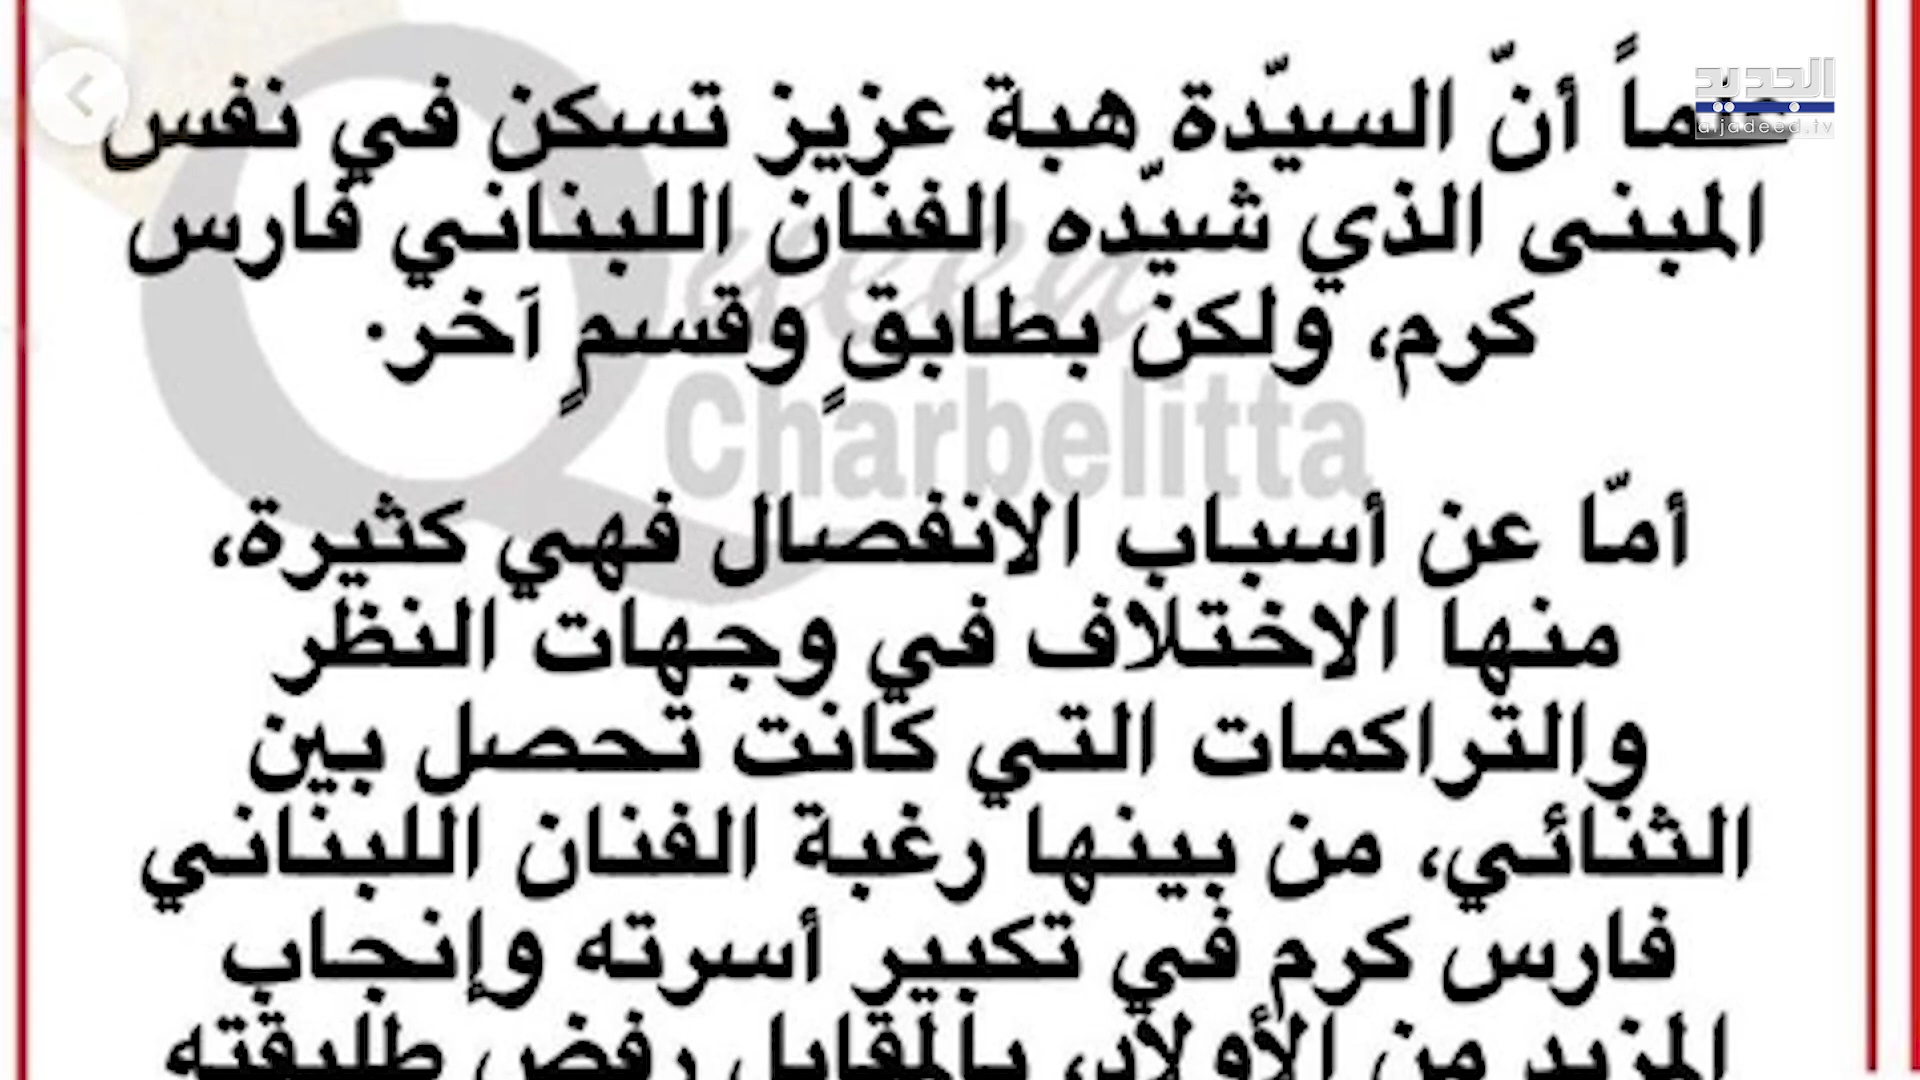 الجديد
aljadeed.tv
علماً أنّ السيّدة هبة عزيز تسكن في نفس
المبنى الذي شيّده الفنان اللبناني فارس
كرم، ولكن بطابقٍ وقسمٍ آخر.
Queen
Charbelitta
أمّا عن أسباب الانفصال فهي كثيرة،
منها الاختلاف في وجهات النظر
والتراكمات التي كانت تحصل بين
الثنائي، من بينها رغبة الفنان اللبناني
فارس كرم في تكبير أسرته وإنجاب
المزيد من الأولاد، بالمقابل رفض طليقته